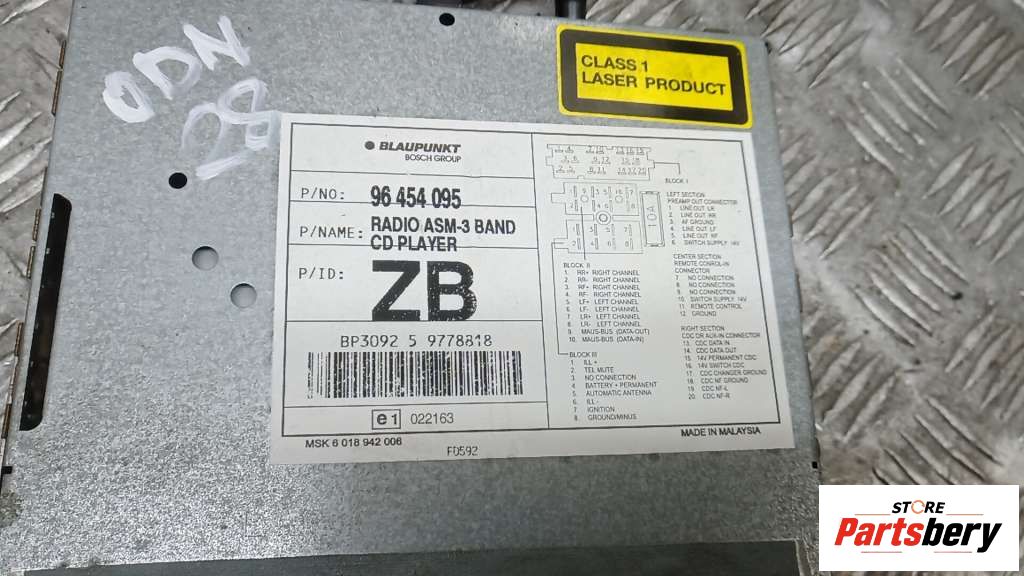 ODN
CLASS 1
LASER PRODUCT
BLAUPUNKT
BOSCH GROUP
P/NO: 96 454 095
P/NAME: RADIO ASM-3 BAND
CD PLAYER
P/ID: ZB
BP3092 5 9778818
e1 022163
MSK 6 018 942 006
FD592
BLOCK I
10A
LEFT SECTION
PREAMP OUT CONNECTOR
1. LINE OUT LR
2. LINE OUT RR
3. AF GROUND
4. LINE OUT LF
5. LINE OUT RF
6. SWITCH SUPPLY 14V
CENTER SECTION
REMOTE CONROL-IN
CONNECTOR
7. NO CONNECTION
8. NO CONNECTION
9. NO CONNECTION
10. SWITCH SUPPLY 14V
11. REMOTE CONTROL
12. GROUND
RIGHT SECTION
CDC OR AUX-IN CONNECTOR
13. CDC DATA IN
14. CDC DATA OUT
15. 14V PERMANENT CDC
16. 14V SWITCH CDC
17. CDC CHANGER GROUND
18. CDC NF GROUND
19. CDC NF-L
20. CDC NF-R
BLOCK II
1. RR+ RIGHT CHANNEL
2. RR- RIGHT CHANNEL
3. RF+ RIGHT CHANNEL
4. RF- RIGHT CHANNEL
5. LF+ LEFT CHANNEL
6. LF- LEFT CHANNEL
7. LR+ LEFT CHANNEL
8. LR- LEFT CHANNEL
9. MAUS-BUS (DATA-OUT)
10. MAUS-BUS (DATA-IN)
BLOCK III
1. ILL +
2. TEL MUTE
3. NO CONNECTION
4. BATTERY + PERMANENT
5. AUTOMATIC ANTENNA
6. ILL -
7. IGNITION
8. GROUND/MINUS
MADE IN MALAYSIA
STORE
Partsbery